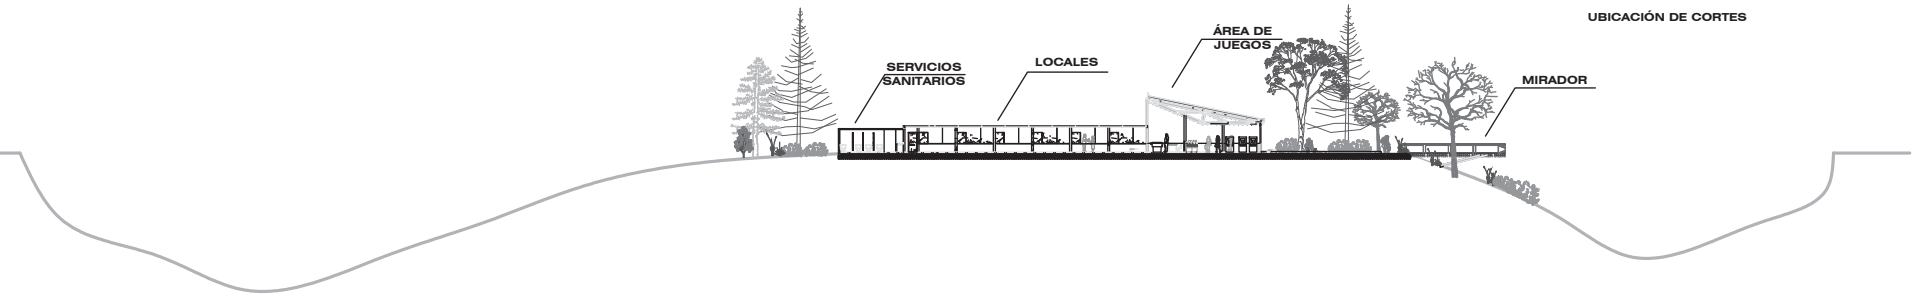 UBICACIÓN DE CORTES
SERVICIOS
SANITARIOS
LOCALES
ÁREA DE
JUEGOS
MIRADOR